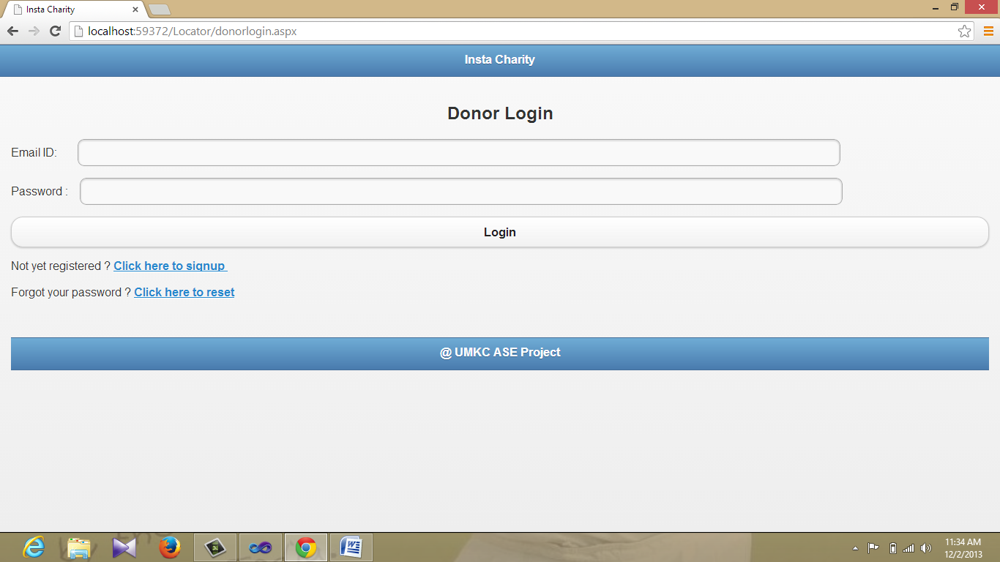 Insta Charity
localhost:59372/Locator/donorlogin.aspx
Insta Charity
Donor Login
Email ID:
Password :
Login
Not yet registered ? Click here to signup
Forgot your password ? Click here to reset
@ UMKC ASE Project
11:34 AM
12/2/2013